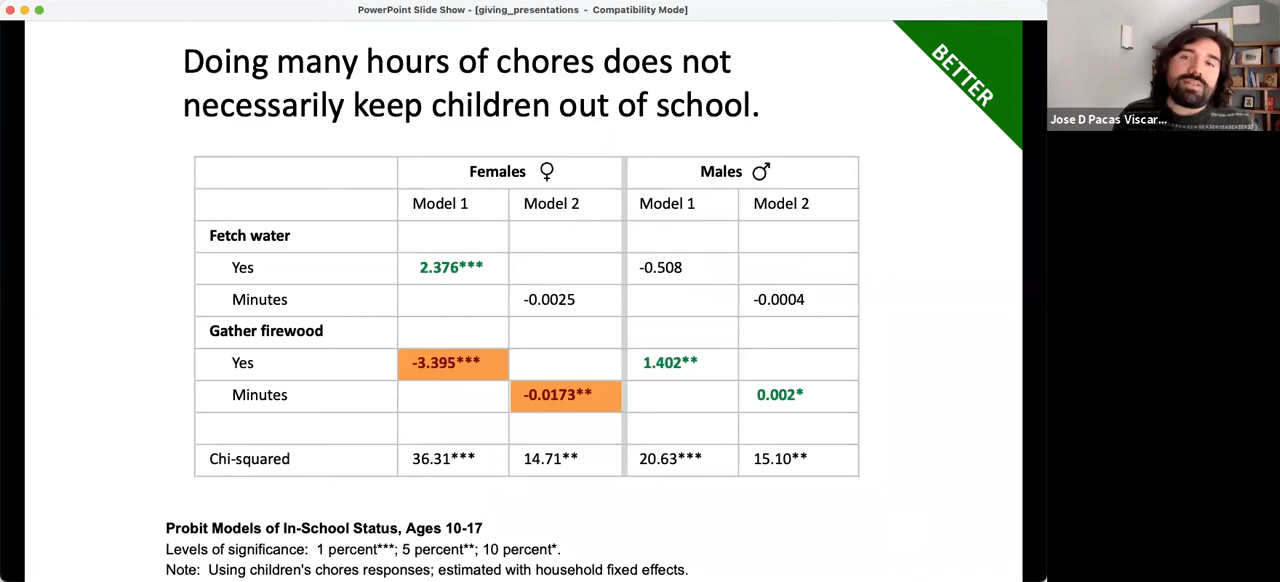 PowerPoint Slide Show - [giving_presentations - Compatibility Mode]
Doing many hours of chores does not
necessarily keep children out of school.
BETTER
Jose D Pacas Viscar...
Females ♀ Males ♂
Model 1 Model 2 Model 1 Model 2
Fetch water
Yes 2.376*** -0.508
Minutes -0.0025 -0.0004
Gather firewood
Yes -3.395*** 1.402**
Minutes -0.0173** 0.002*
Chi-squared 36.31*** 14.71** 20.63*** 15.10**
Probit Models of In-School Status, Ages 10-17
Levels of significance: 1 percent***; 5 percent**; 10 percent*.
Note: Using children's chores responses; estimated with household fixed effects.